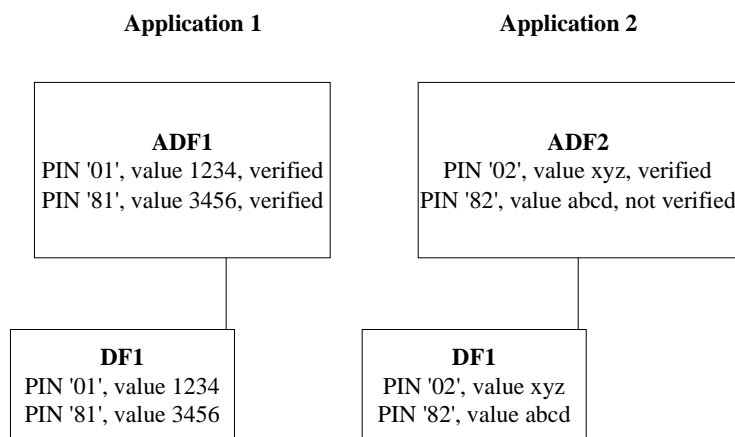 Application 1
Application 2
ADF1
PIN '01', value 1234, verified
PIN '81', value 3456, verified
ADF2
PIN '02', value xyz, verified
PIN '82', value abcd, not verified
DF1
PIN '01', value 1234
PIN '81', value 3456
DF1
PIN '02', value xyz
PIN '82', value abcd